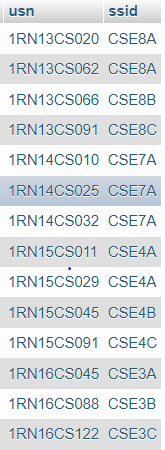 usn ssid
1RN13CS020 CSE8A
1RN13CS062 CSE8A
1RN13CS066 CSE8B
1RN13CS091 CSE8C
1RN14CS010 CSE7A
1RN14CS025 CSE7A
1RN14CS032 CSE7A
1RN15CS011 CSE4A
1RN15CS029 CSE4A
1RN15CS045 CSE4B
1RN15CS091 CSE4C
1RN16CS045 CSE3A
1RN16CS088 CSE3B
1RN16CS122 CSE3C